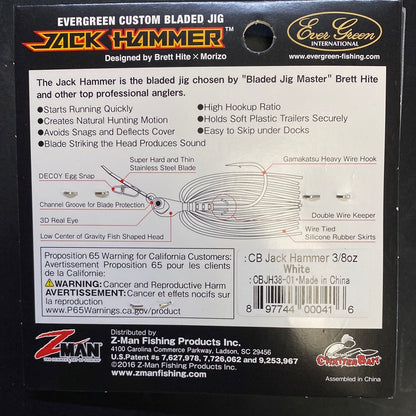 EVERGREEN CUSTOM BLADED JIG
JACK HAMMER™
Designed by Brett Hite × Morizo
Ever Green
INTERNATIONAL
www.evergreen-fishing.com
The Jack Hammer is the bladed jig chosen by "Bladed Jig Master" Brett Hite
and other top professional anglers.
●Starts Running Quickly
●Creates Natural Hunting Motion
●Avoids Snags and Deflects Cover
●Blade Striking the Head Produces Sound
●High Hookup Ratio
●Holds Soft Plastic Trailers Securely
●Easy to Skip under Docks
Super Hard and Thin
Stainless Steel Blades
Gamakatsu Heavy Wire Hook
DECOY Egg Snap
Channel Groove for Blade Protection
3D Real Eye
Low Center of Gravity Fish Shaped Head
Double Wire Keeper
Wire Tied
Silicone Rubber Skirts
Proposition 65 Warning for California Customers:
Avertissement Proposition 65 pour les clients
de la Californie:
⚠WARNING: Cancer and Reproductive Harm
AVERTISSEMENT: Cancer et effets nocifs sur
la reproduction
www.P65Warnings.ca.gov/product
CB Jack Hammer 3/8oz
White
CBJH38-01 Made in China
8 97744 00041 6
Z-MAN
Distributed by
Z-Man Fishing Products Inc.
4100 Carolina Commerce Parkway, Ladson, SC 29456
U.S.Patent #s 7,627,978, 7,726,062 and 9,253,967
©2016 Z-MAN FISHING PRODUCTS, INC.
www.zmanfishing.com
ChatterBait
Assembled in China